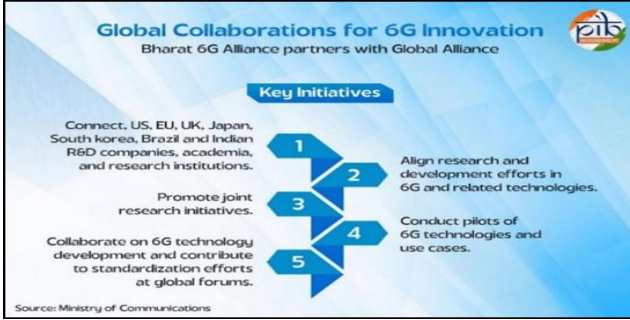 Global Collaborations for 6G Innovation
Bharat 6G Alliance partners with Global Alliance
pib
Key Initiatives
1
Connect, US, EU, UK, Japan,
South korea, Brazil and Indian
R&D companies, academia,
and research institutions.
2
Align research and
development efforts in
6G and related technologies.
3
Promote joint
research initiatives.
4
Conduct pilots of
6G technologies and
use cases.
5
Collaborate on 6G technology
development and contribute
to standardization efforts
at global forums.
Source: Ministry of Communications